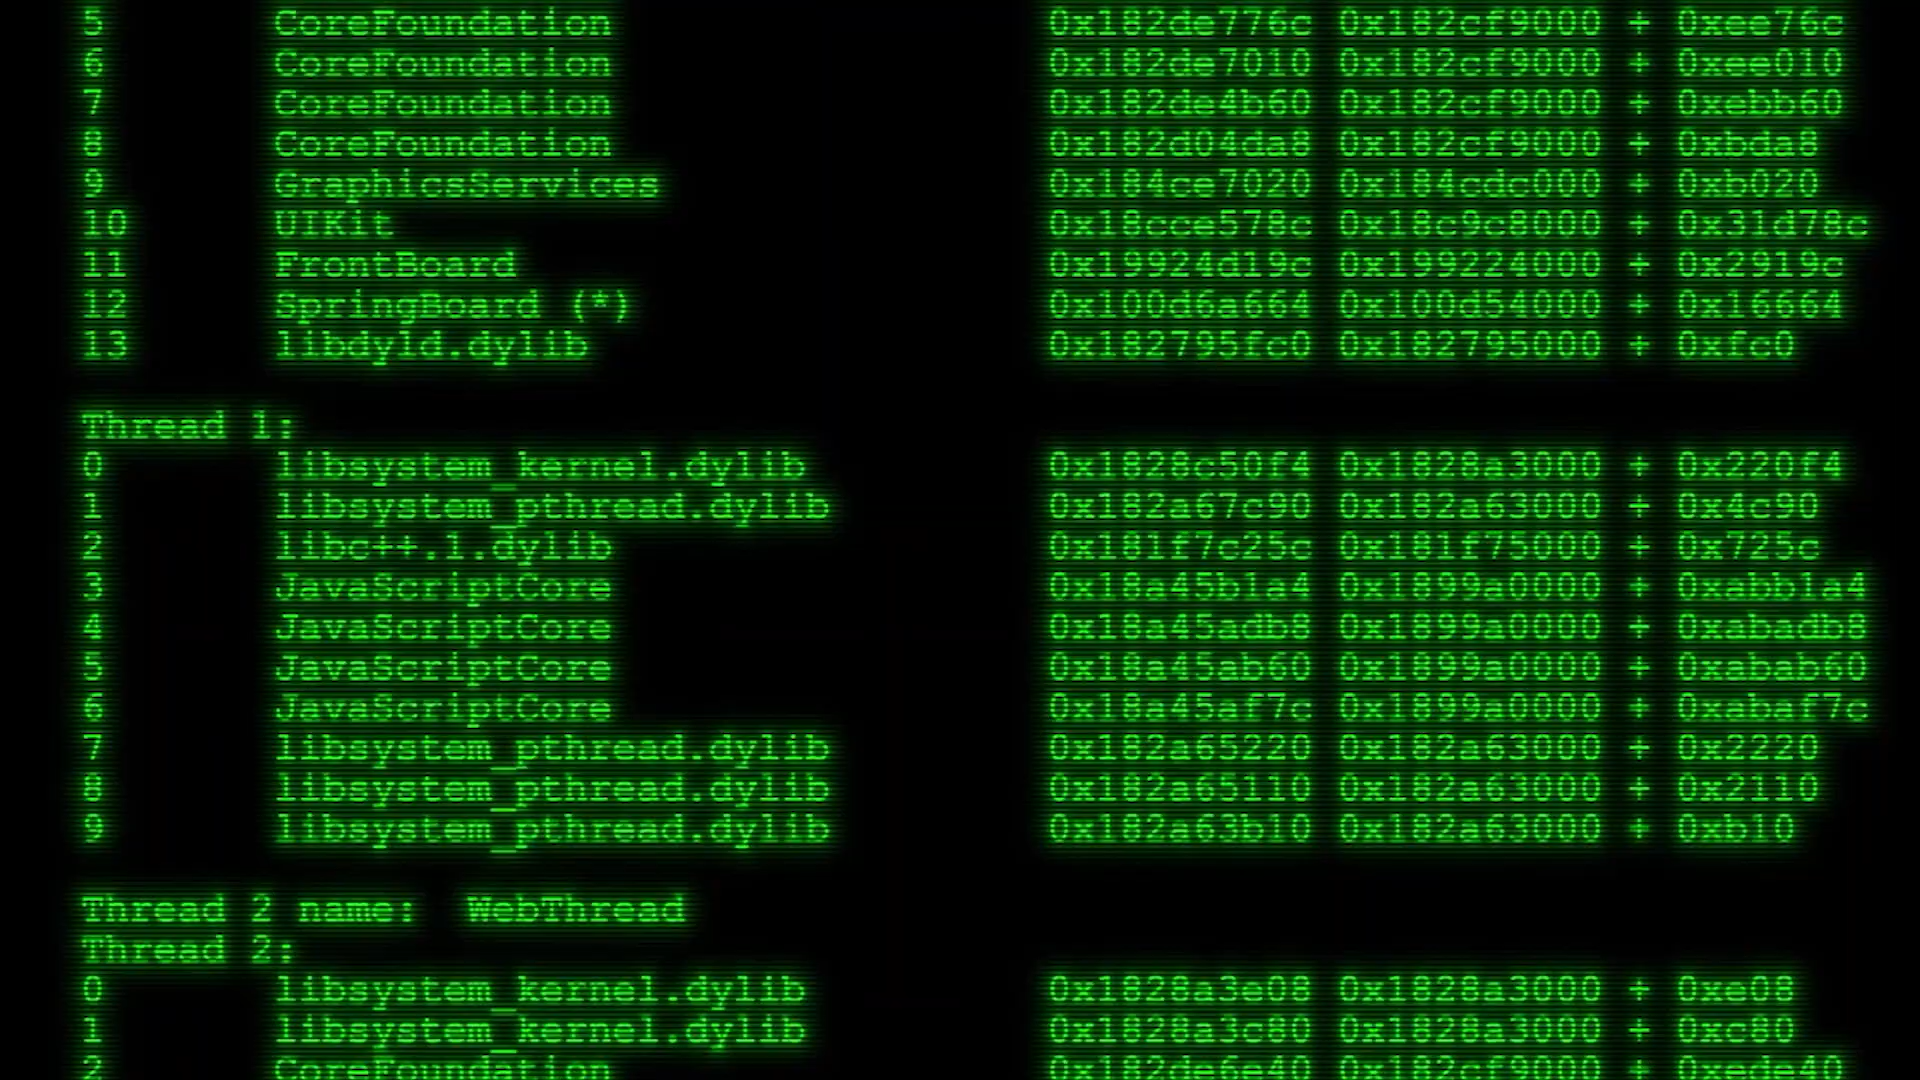 5 CoreFoundation 0x182de776c 0x182cf9000 + 0xee76c
6 CoreFoundation 0x182de7010 0x182cf9000 + 0xee010
7 CoreFoundation 0x182de4b60 0x182cf9000 + 0xebb60
8 CoreFoundation 0x182d04da8 0x182cf9000 + 0xbda8
9 GraphicsServices 0x184ce7020 0x184cdc000 + 0xb020
10 UIKit 0x18cce578c 0x18c9c8000 + 0x31d78c
11 FrontBoard 0x19924d19c 0x199224000 + 0x2919c
12 SpringBoard (*) 0x100d6a664 0x100d54000 + 0x16664
13 libdyld.dylib 0x182795fc0 0x182795000 + 0xfc0
Thread 1:
0 libsystem_kernel.dylib 0x1828c50f4 0x1828a3000 + 0x220f4
1 libsystem_pthread.dylib 0x182a67c90 0x182a63000 + 0x4c90
2 libc++.1.dylib 0x181f7c25c 0x181f75000 + 0x725c
3 JavaScriptCore 0x18a45b1a4 0x1899a0000 + 0xabb1a4
4 JavaScriptCore 0x18a45adb8 0x1899a0000 + 0xabadb8
5 JavaScriptCore 0x18a45ab60 0x1899a0000 + 0xabab60
6 JavaScriptCore 0x18a45af7c 0x1899a0000 + 0xabaf7c
7 libsystem_pthread.dylib 0x182a65220 0x182a63000 + 0x2220
8 libsystem_pthread.dylib 0x182a65110 0x182a63000 + 0x2110
9 libsystem_pthread.dylib 0x182a63b10 0x182a63000 + 0xb10
Thread 2 name: WebThread
Thread 2:
0 libsystem_kernel.dylib 0x1828a3e08 0x1828a3000 + 0xe08
1 libsystem_kernel.dylib 0x1828a3c80 0x1828a3000 + 0xc80
2 CoreFoundation 0x182de6e40 0x182cf9000 + 0xede40